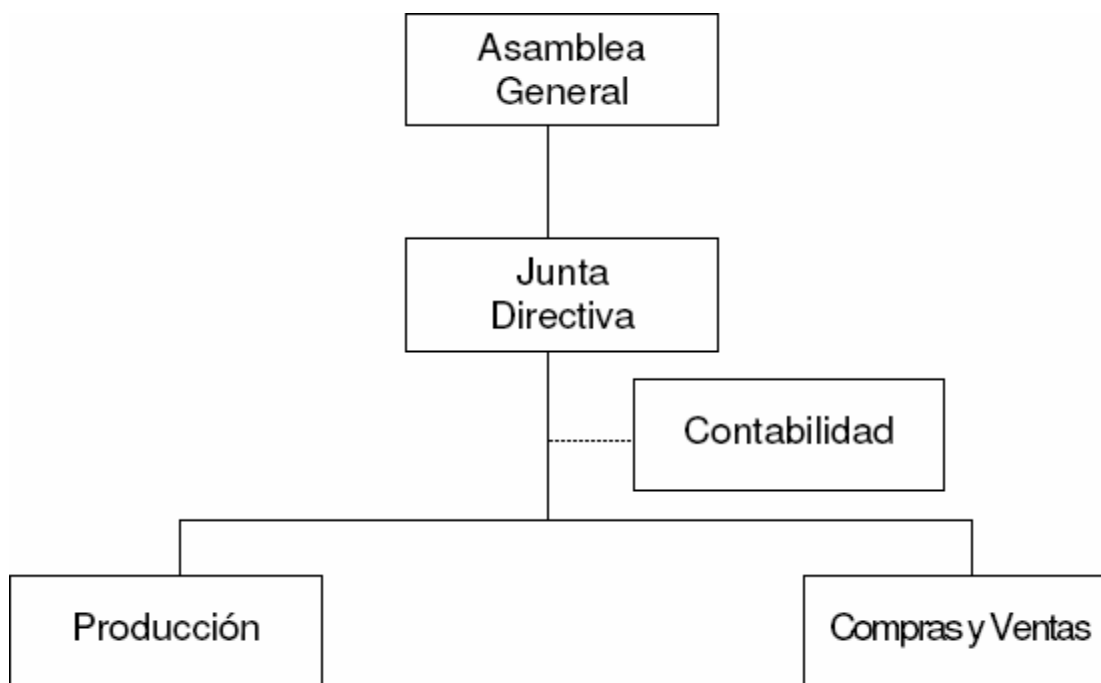 Asamblea
General
Junta
Directiva
Contabilidad
Producción
Compras y Ventas